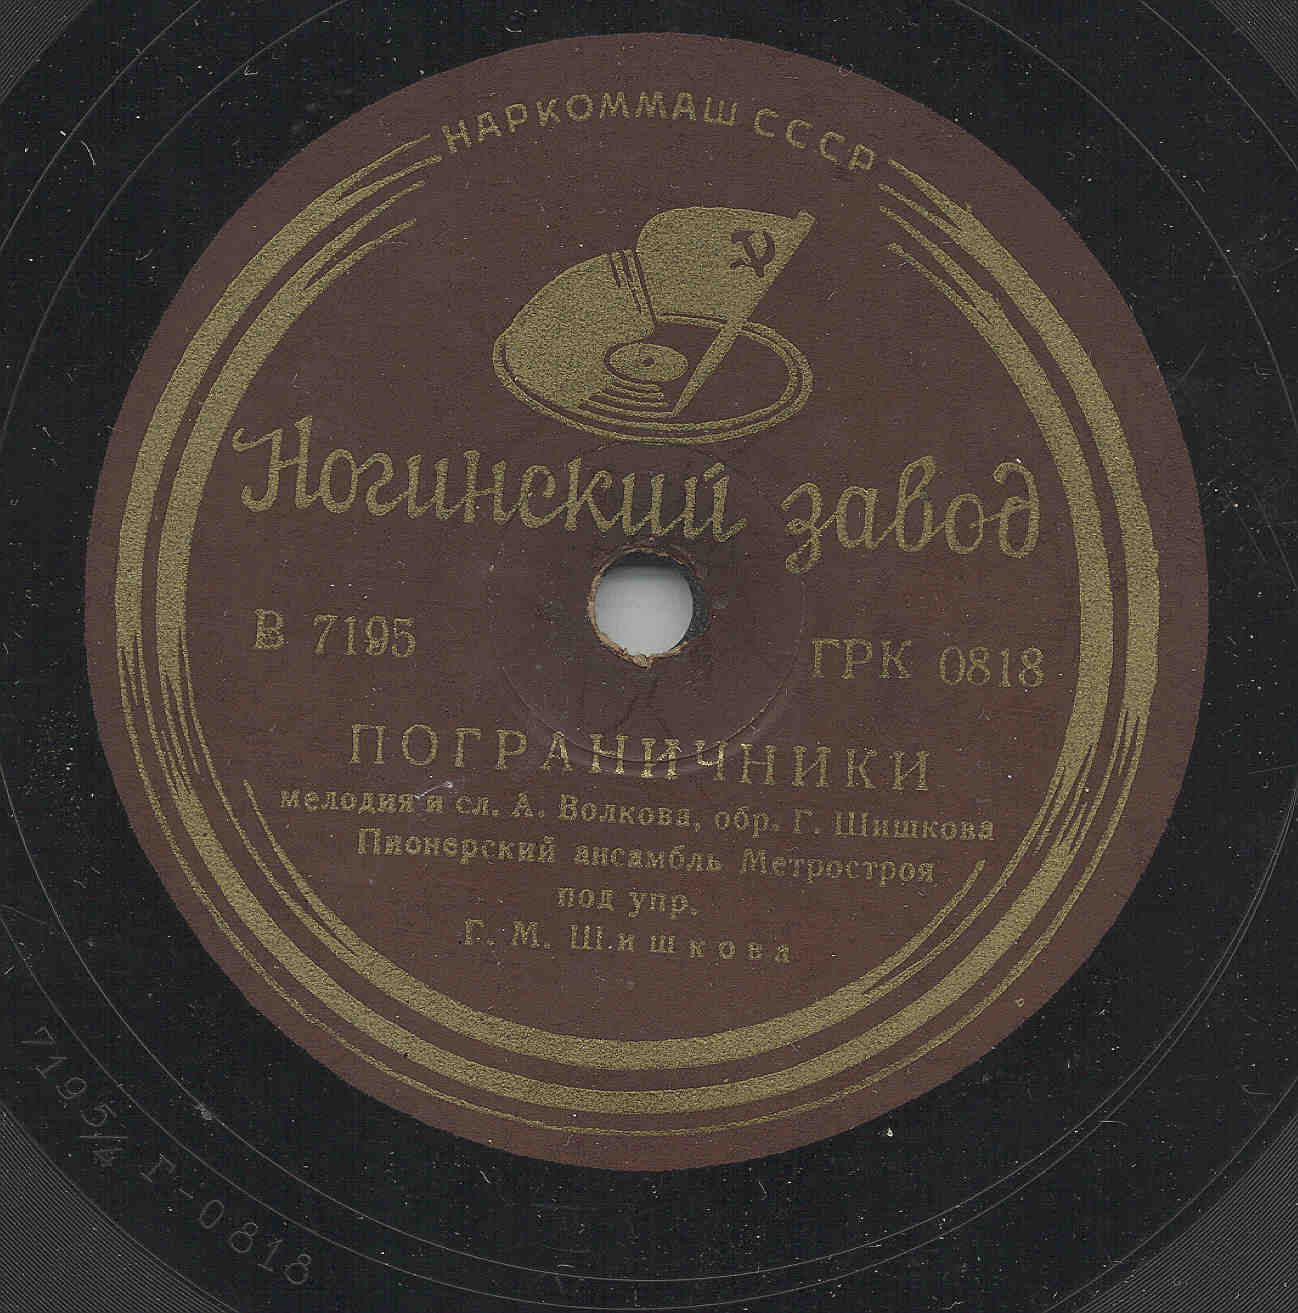 НАРКОММАШ СССР
Ногинский завод
В 7195
ГРК 0818
ПОГРАНИЧНИКИ
мелодия и сл. А. Волкова, обр. Г. Шишкова
Пионерский ансамбль Метростроя
под упр.
Г. М. Шишкова
7195/4 Г-0818